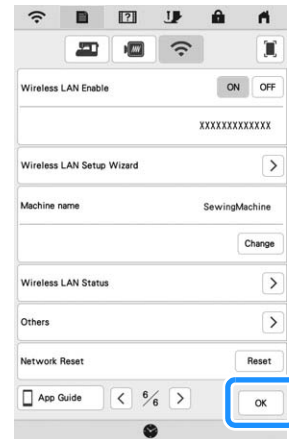 Wireless LAN Enable ON OFF
XXXXXXXXXXXXX
Wireless LAN Setup Wizard >
Machine name SewingMachine
Change
Wireless LAN Status >
Others >
Network Reset Reset
App Guide < 6/6 > OK